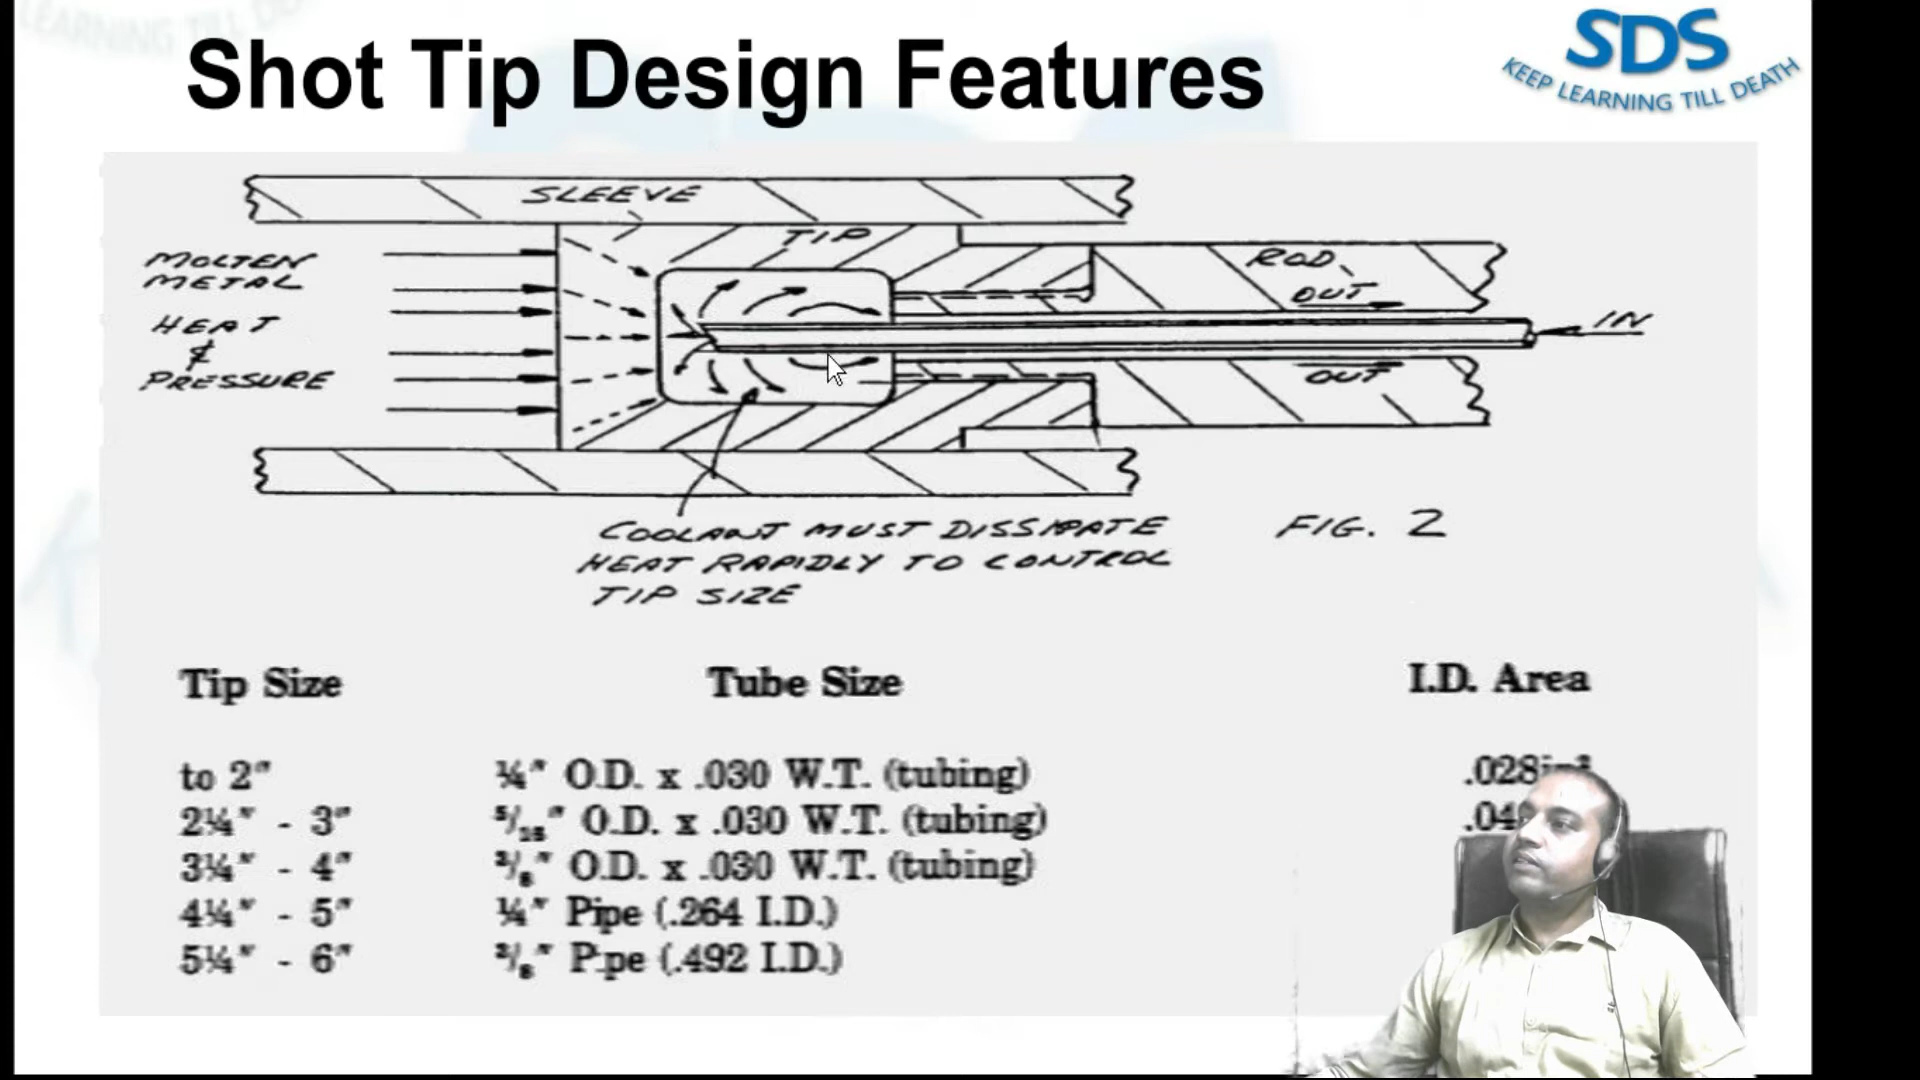 Shot Tip Design Features
SDS
KEEP LEARNING TILL DEATH
SLEEVE
TIP
MOLTEN
METAL
HEAT
&
PRESSURE
ROD
OUT
IN
OUT
COOLANT MUST DISSIPATE
HEAT RAPIDLY TO CONTROL
TIP SIZE
FIG. 2
Tip Size Tube Size I.D. Area
to 2" ¼" O.D. x .030 W.T. (tubing)
2¼" - 3" 5/16" O.D. x .030 W.T. (tubing)
3¼" - 4" 3/8" O.D. x .030 W.T. (tubing)
4¼" - 5" ¼" Pipe (.264 I.D.)
5¼" - 6" 3/8" Pipe (.492 I.D.)